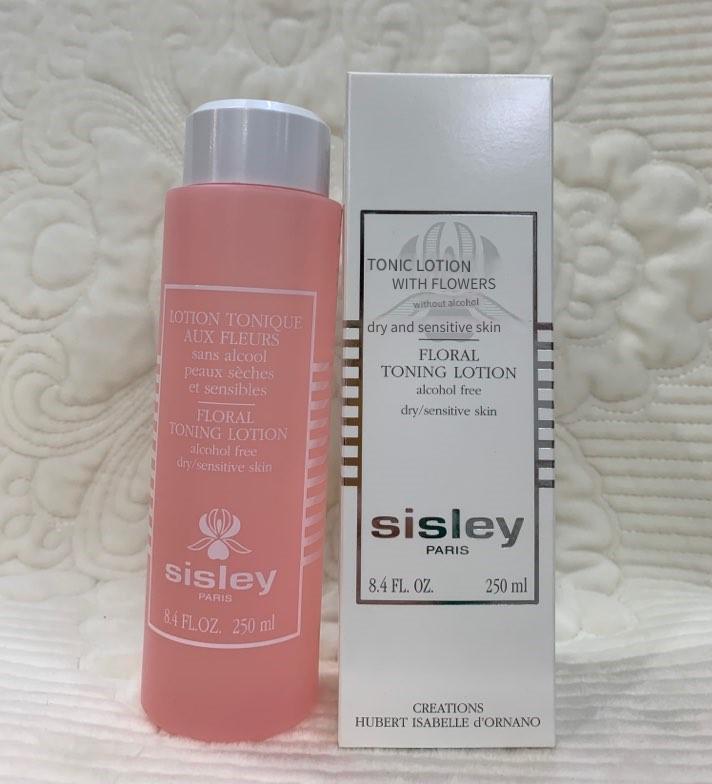 LOTION TONIQUE
AUX FLEURS
sans alcool
peaux sèches
et sensibles
FLORAL
TONING LOTION
alcohol free
dry/sensitive skin
sisley
PARIS
8.4 FL.OZ. 250 ml
TONIC LOTION
WITH FLOWERS
without alcohol
dry and sensitive skin
FLORAL
TONING LOTION
alcohol free
dry/sensitive skin
sisley
PARIS
8.4 FL. OZ. 250 ml
CREATIONS
HUBERT ISABELLE d'ORNANO